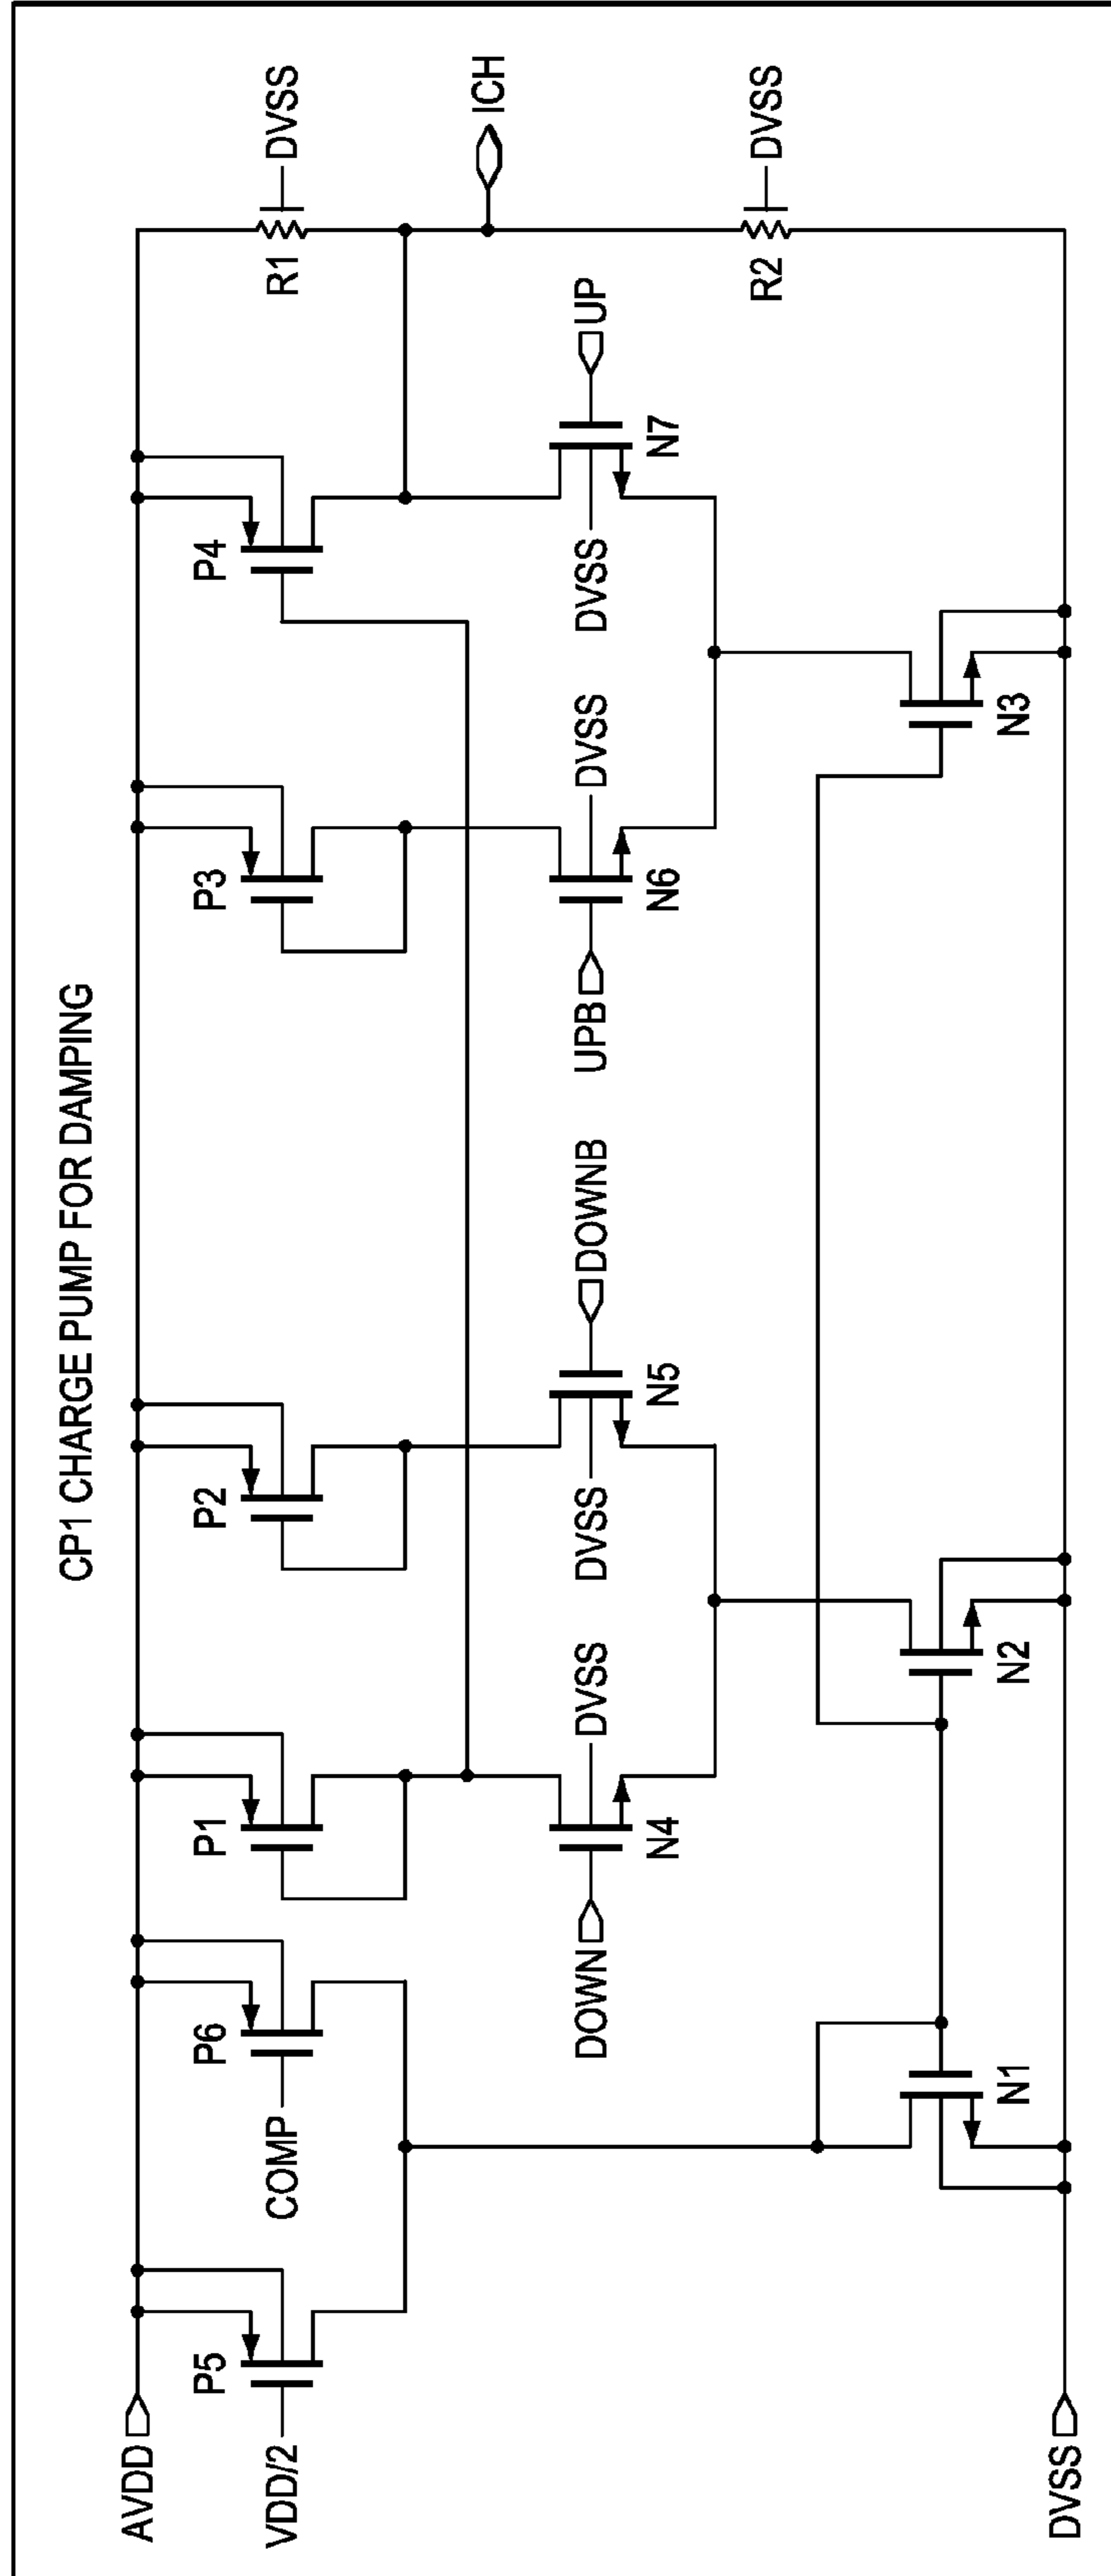 CP1 CHARGE PUMP FOR DAMPING
AVDD
P5
P6
P1
P2
P3
P4
R1
DVSS
VDD/2
COMP
ICH
DOWN
DVSS
DVSS
DOWNB
UPB
DVSS
DVSS
UP
N4
N5
N6
N7
R2
DVSS
N1
N2
N3
DVSS